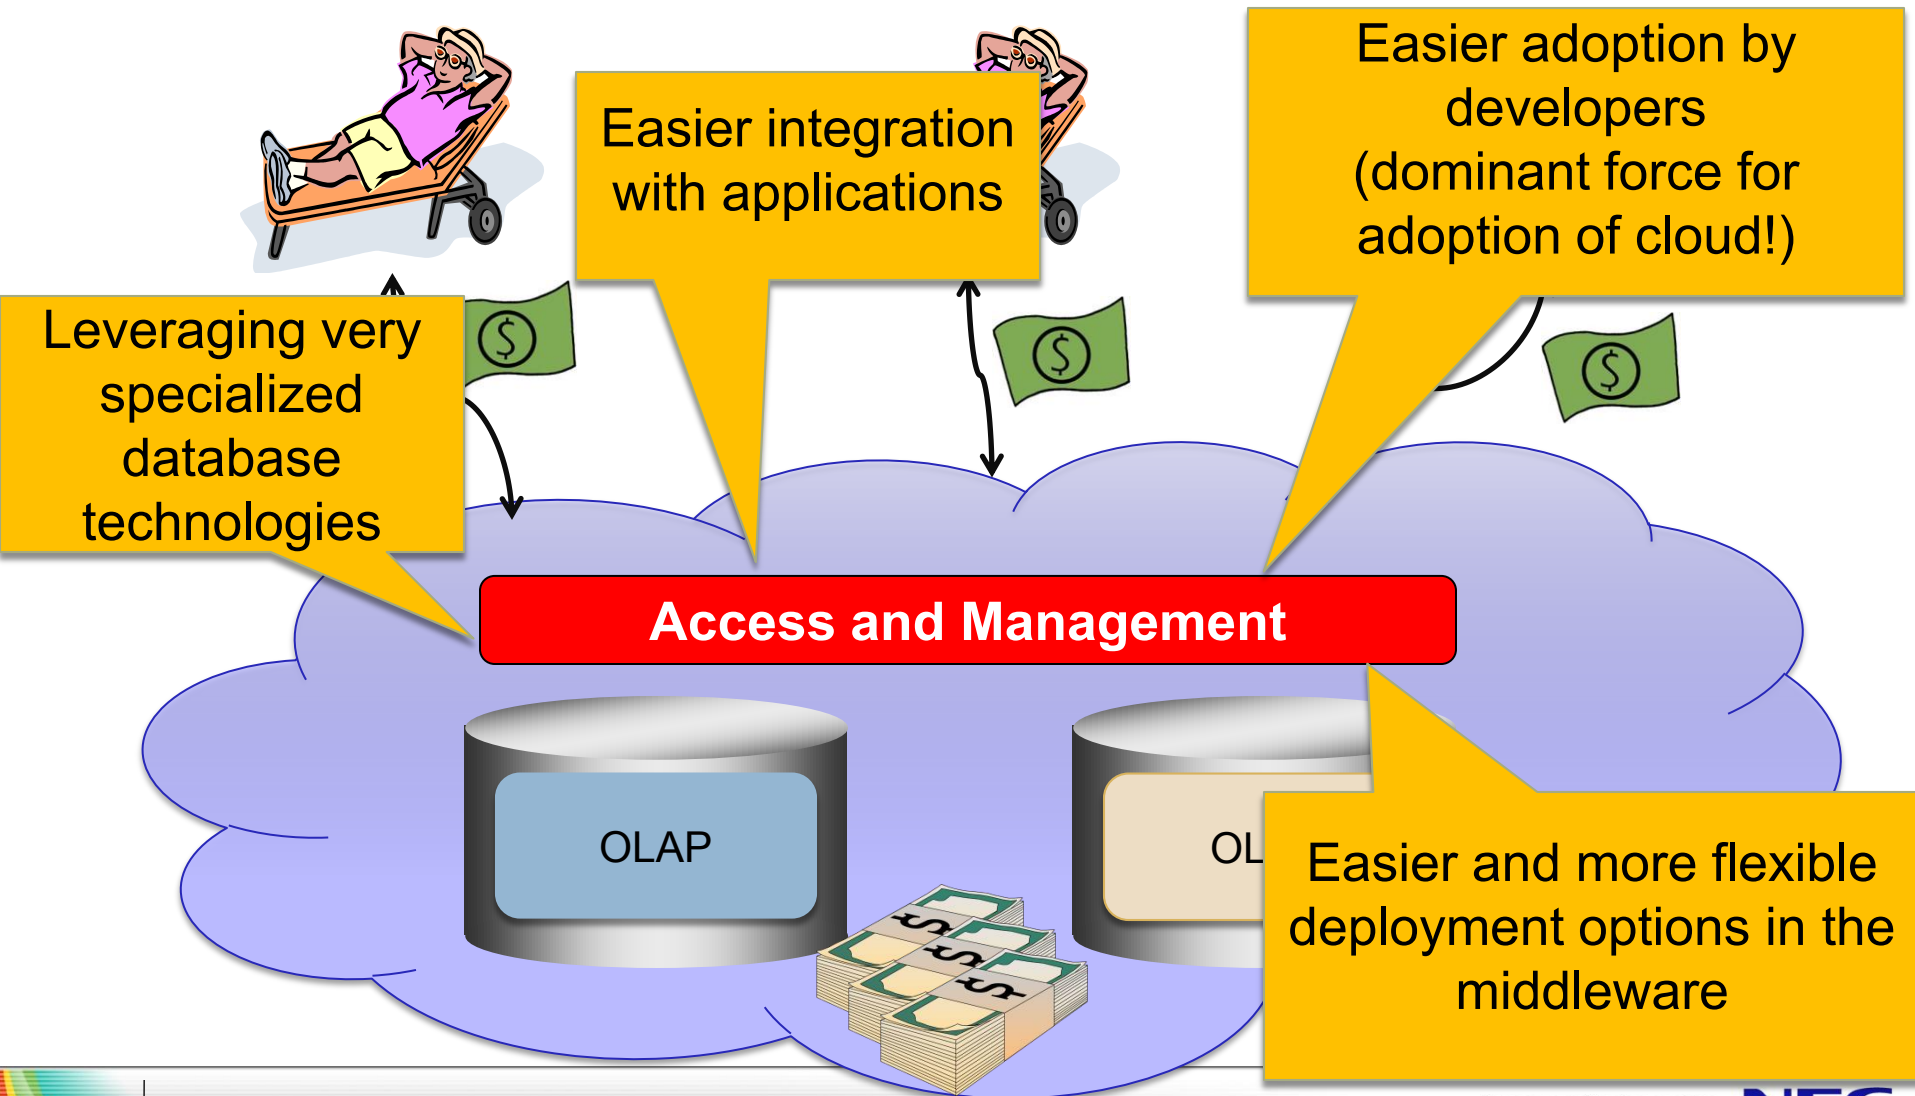 Easier adoption by
developers
(dominant force for
adoption of cloud!)
Easier integration
with applications
Leveraging very
specialized
database
technologies
Access and Management
OLAP
Easier and more flexible
deployment options in the
middleware